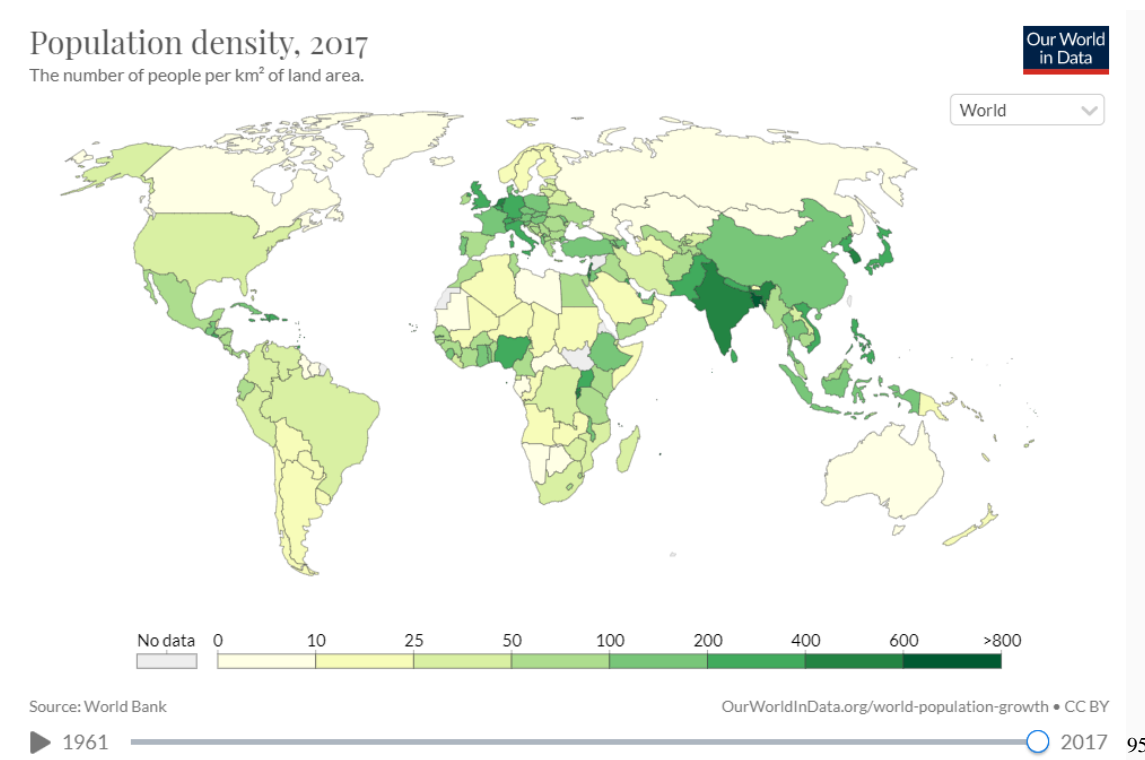 Population density, 2017
The number of people per km² of land area.
Our World
in Data
World
No data 0 10 25 50 100 200 400 600 >800
Source: World Bank
OurWorldInData.org/world-population-growth • CC BY
1961 2017 95